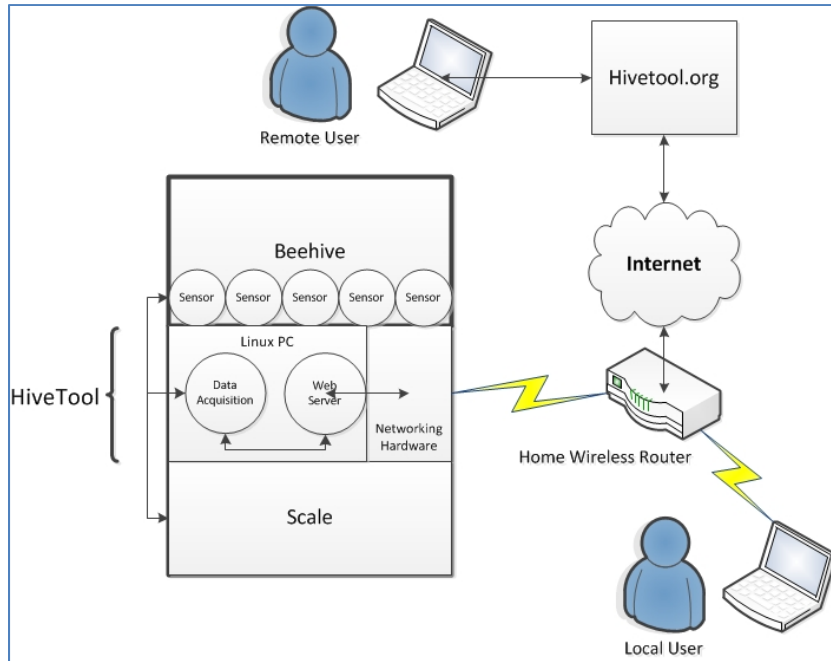 Remote User
Hivetool.org
Beehive
Sensor
Sensor
Sensor
Sensor
Sensor
Internet
Linux PC
HiveTool
Data
Acquisition
Web
Server
Networking
Hardware
Home Wireless Router
Scale
Local User